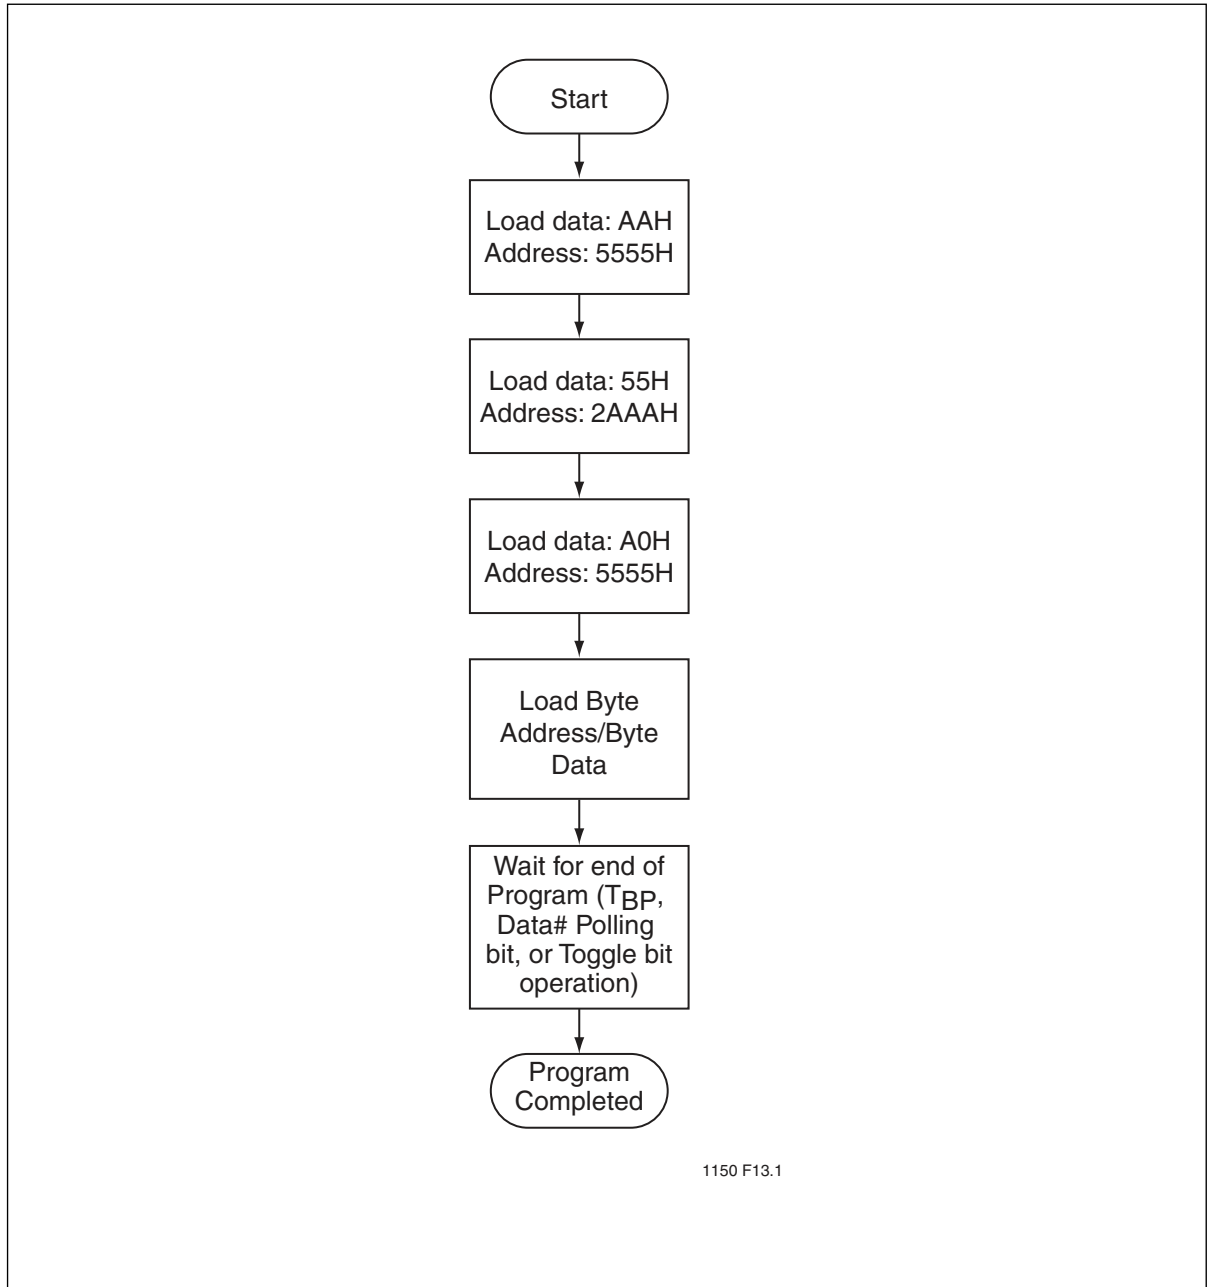 Start
Load data: AAH
Address: 5555H
Load data: 55H
Address: 2AAAH
Load data: A0H
Address: 5555H
Load Byte
Address/Byte
Data
Wait for end of
Program (TBP,
Data# Polling
bit, or Toggle bit
operation)
Program
Completed
1150 F13.1